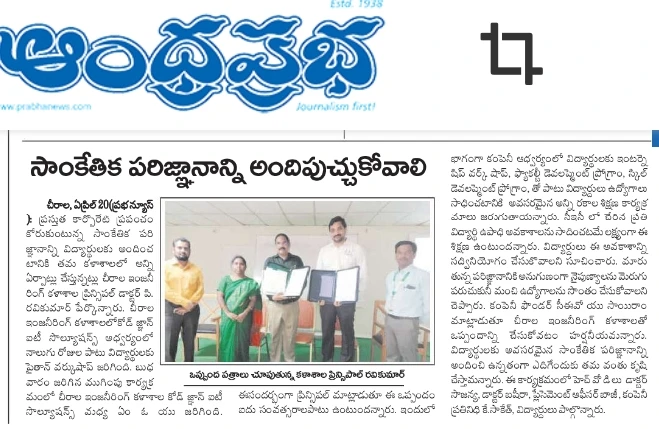 Estd. 1938
ఆంధ్రప్రభ
www.prabhanews.com
Journalism first!
సాంకేతిక పరిజ్ఞానాన్ని అందిపుచ్చుకోవాలి
చీరాల, ఏప్రిల్ 20(ప్రభన్యూస్
): ప్రస్తుత కార్పొరేట్ ప్రపంచం
కోరుకుంటున్న సాంకేతిక పరి
జ్ఞానాన్ని విద్యార్థులకు అందించ
టానికి తమ కళాశాలలో అన్ని
ఏర్పాట్లు చేస్తున్నట్లు చీరాల ఇంజనీ
రింగ్ కళాశాల ప్రిన్సిపల్ డాక్టర్ పి.
రవికుమార్ పేర్కొన్నారు. చీరాల
ఇంజనీరింగ్ కళాశాలలోకోడ్ జ్ఞాన్
ఐటీ సొల్యూషన్స్ ఆధ్వర్యంలో
నాలుగు రోజుల పాటు విద్యార్థులకు
పైతాన్ వర్కుషాప్ జరిగింది. బుధ
వారం జరిగిన ముగింపు కార్యక్ర
మంలో చీరాల ఇంజనీరింగ్ కళాశాల కోడ్ జ్ఞాన్ ఐటీ
సొల్యూషన్స్ మధ్య ఏం ఓ యు జరిగింది.
ఒప్పంద పత్రాలు చూపుతున్న కళాశాల ప్రిన్సిపాల్ రవికుమార్
ఈసందర్భంగా ప్రిన్సిపల్ మాట్లాడుతూ ఈ ఒప్పందం
ఐదు సంవత్సరాలపాటు ఉంటుందన్నారు. ఇందులో
భాగంగా కంపెనీ ఆధ్వర్యంలో విద్యార్థులకు ఇంటర్న్
షిప్ వర్క్ షాప్, ఫ్యాకల్టీ డెవలప్మెంట్ ప్రోగ్రాం, స్కిల్
డెవలప్మెంట్ ప్రోగ్రాం, తో పాటు విద్యార్థులు ఉద్యోగాలు
సాధించటానికి అవసరమైన అన్ని రకాల శిక్షణ కార్యక్ర
మాలు జరుగుతాయన్నారు. సీఇసీ లో చేరిన ప్రతి
విద్యార్థి ఉపాధి అవకాశాలను సాదించటమే లక్ష్యంగా ఈ
శిక్షణ ఉంటుందన్నారు. విద్యార్థులు ఈ అవకాశాన్ని
సద్వినియోగం చేసుకోవాలని సూచించారు. మారు
తున్న పరిజ్ఞానానికి అనుగుణంగా నైపుణ్యాలను మెరుగు
పరుచుకుని మంచి ఉద్యోగాలను సొంతం చేసుకోవాలని
చెప్పారు. కంపెనీ ఫౌండర్ సీఈవో యు సాయిరాం
మాట్లాడుతూ చీరాల ఇంజనీరింగ్ కళాశాలతో
ఒప్పందాన్ని చేసుకోవటం హర్షనీయమన్నారు.
విద్యార్థులకు అవసరమైన సాంకేతిక పరిజ్ఞానాన్ని
అందించి ఉన్నతంగా ఎదిగేందుకు తమ వంతు కృషి
చేస్తామన్నారు. ఈ కార్యక్రమంలో హెచ్ వో డి లు డాక్టర్
సాజన్య, డాక్టర్ బషీరా, ప్లేస్మెంట్ ఆఫీసర్ బాజీ, కంపెనీ
ప్రతినిధి కే.సాకేత్, విద్యార్థులు పాల్గొన్నారు.